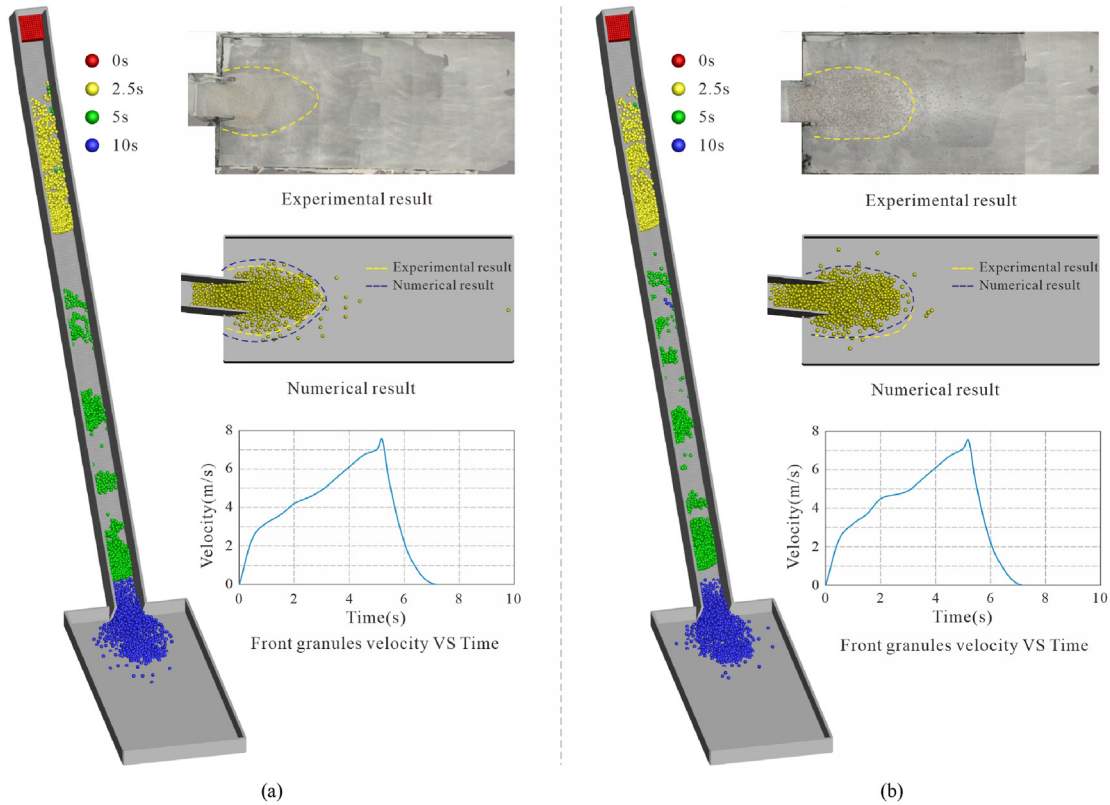 0s
2.5s
5s
10s
Experimental result
Experimental result
Numerical result
Numerical result
8
6
4
2
0
Velocity(m/s)
0
2
4
6
8
10
Time(s)
Front granules velocity VS Time
(a)
0s
2.5s
5s
10s
Experimental result
Experimental result
Numerical result
Numerical result
8
6
4
2
0
Velocity(m/s)
0
2
4
6
8
10
Time(s)
Front granules velocity VS Time
(b)